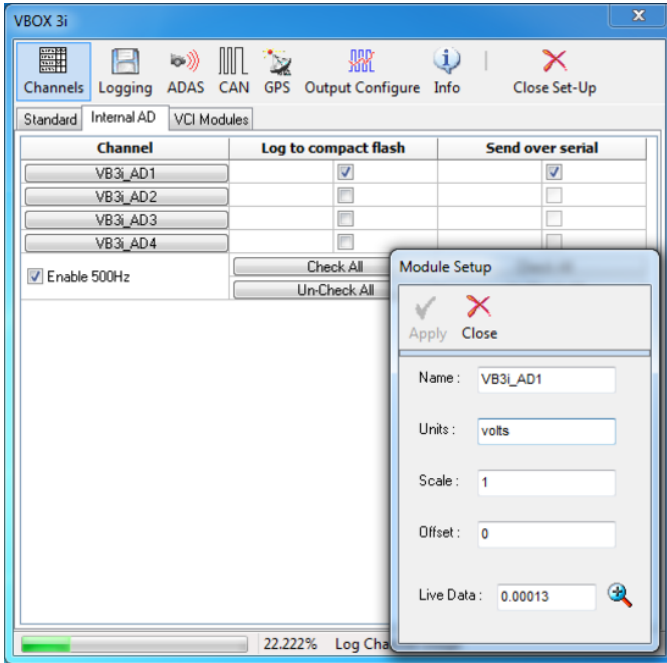 VBOX 3i
x
Channels Logging ADAS CAN GPS Output Configure Info Close Set-Up
Standard Internal AD VCI Modules
Channel Log to compact flash Send over serial
VB3i_AD1
VB3i_AD2
VB3i_AD3
VB3i_AD4
Enable 500Hz
Check All
Un-Check All
Module Setup
Apply Close
Name : VB3i_AD1
Units : volts
Scale : 1
Offset : 0
Live Data : 0.00013
22.222% Log